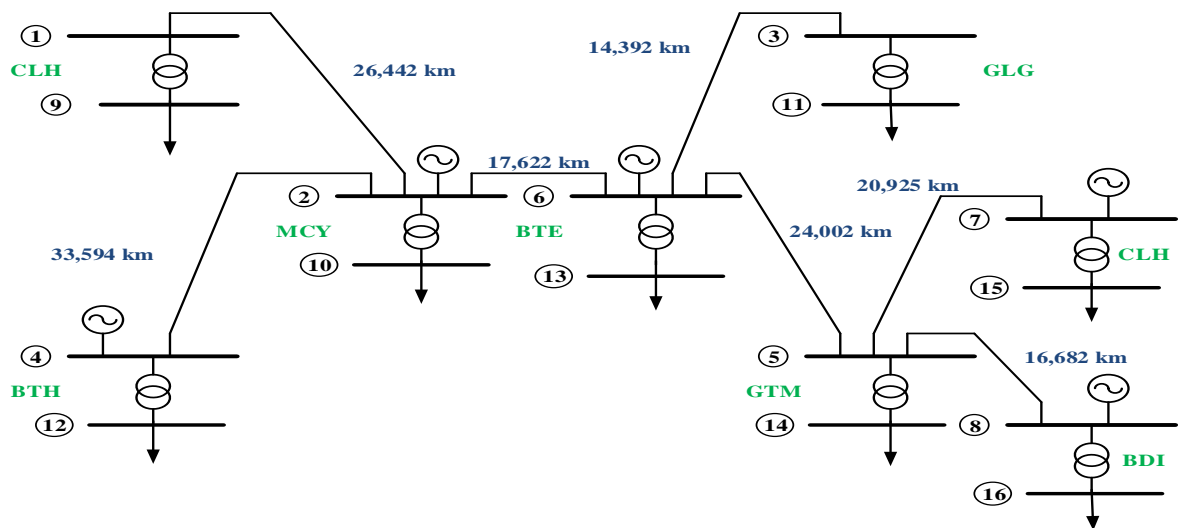 1
CLH
9
26,442 km
14,392 km
3
GLG
11
2
MCY
10
17,622 km
6
BTE
13
20,925 km
24,002 km
7
CLH
15
33,594 km
4
BTH
12
5
GTM
14
16,682 km
8
BDI
16